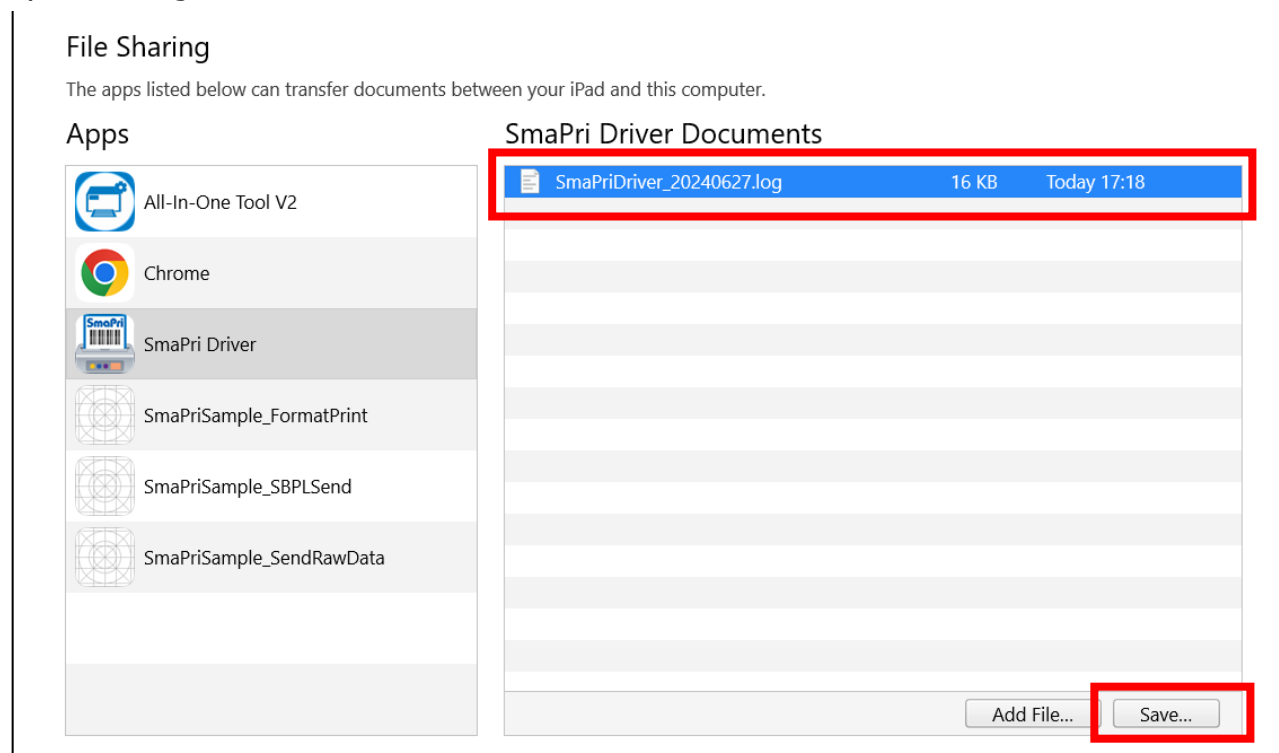 File Sharing
The apps listed below can transfer documents between your iPad and this computer.
Apps
SmaPri Driver Documents
SmaPriDriver_20240627.log 16 KB Today 17:18
All-In-One Tool V2
Chrome
SmaPri
SmaPri Driver
SmaPriSample_FormatPrint
SmaPriSample_SBPLSend
SmaPriSample_SendRawData
Add File... Save...